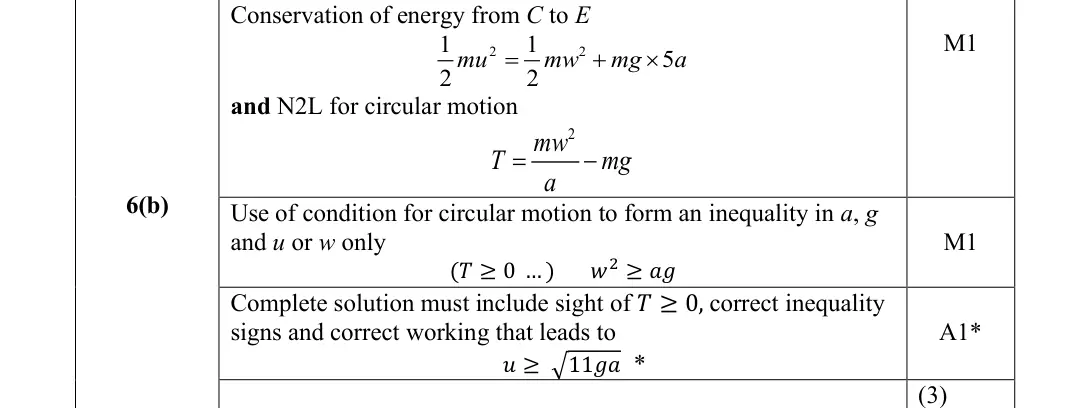 Conservation of energy from C to E
1/2 mu² = 1/2 mw² + mg × 5a
M1
and N2L for circular motion
T = mw²/a − mg
6(b)
Use of condition for circular motion to form an inequality in a, g
and u or w only
M1
(T ≥ 0 …) w² ≥ ag
Complete solution must include sight of T ≥ 0, correct inequality
signs and correct working that leads to
A1*
u ≥ √11ga *
(3)